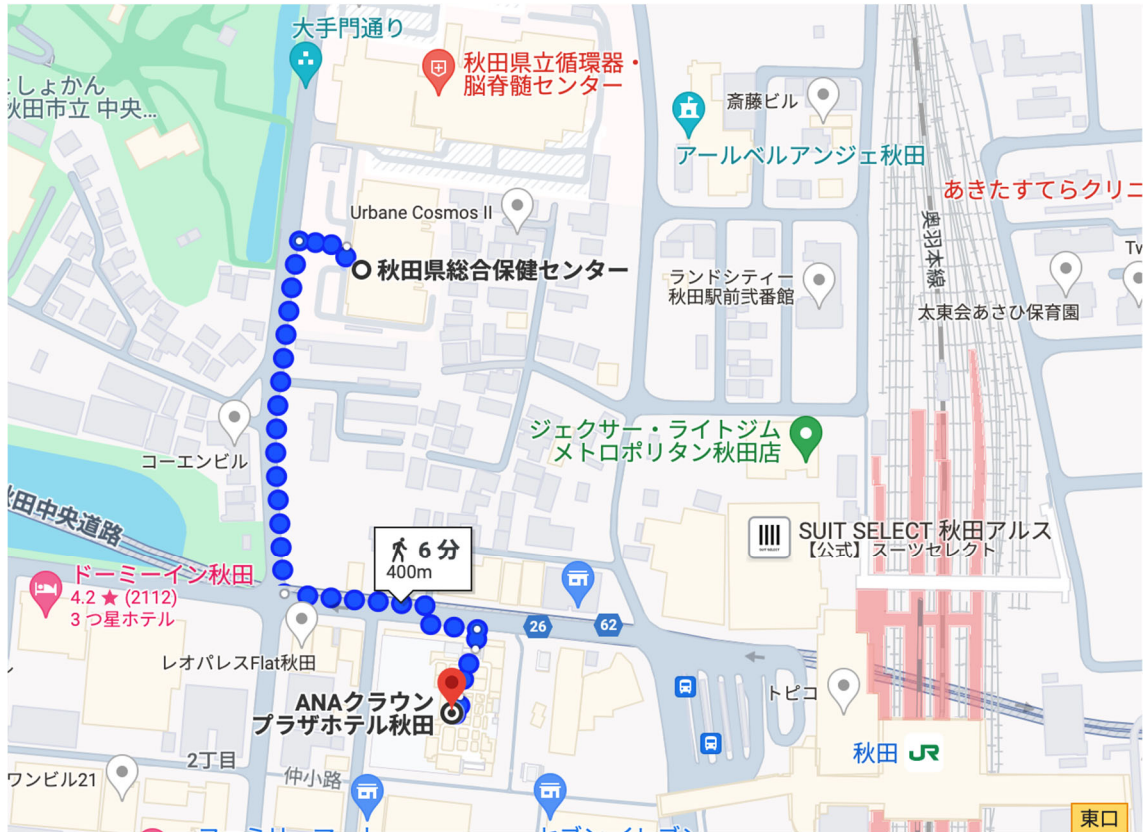 大手門通り
秋田県立循環器・
脳脊髄センター
としょかん
秋田市立 中央...
斎藤ビル
アールベルアンジェ秋田
あきたすてらクリニ
Urbane Cosmos II
奥羽本線
秋田県総合保健センター
ランドシティー
秋田駅前弐番館
太東会あさひ保育園
コーエンビル
ジェクサー・ライトジム
メトロポリタン秋田店
秋田中央道路
6 分
400m
SUIT SELECT 秋田アルス
【公式】スーツセレクト
ドーミーイン秋田
4.2 ★ (2112)
3 つ星ホテル
26
62
レオパレスFlat秋田
ANAクラウン
プラザホテル秋田
トピコ
秋田 JR
2丁目
仲小路
ワンビル21
東口